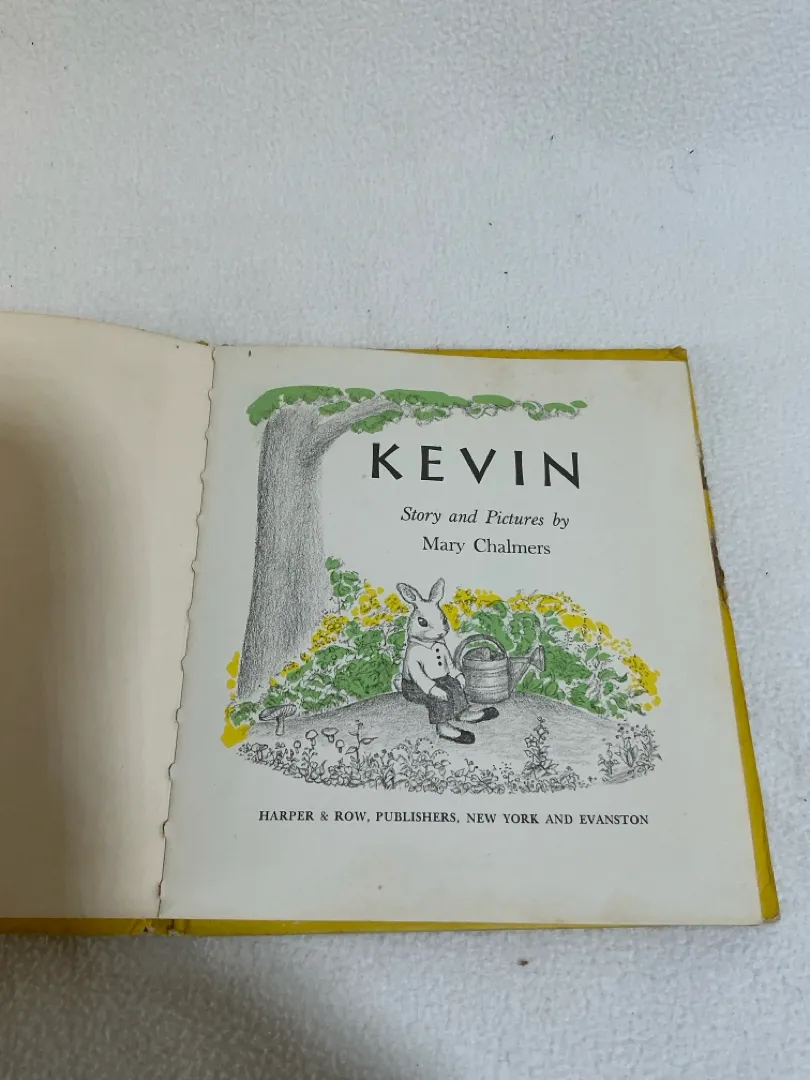 KEVIN
Story and Pictures by
Mary Chalmers
HARPER & ROW, PUBLISHERS, NEW YORK AND EVANSTON